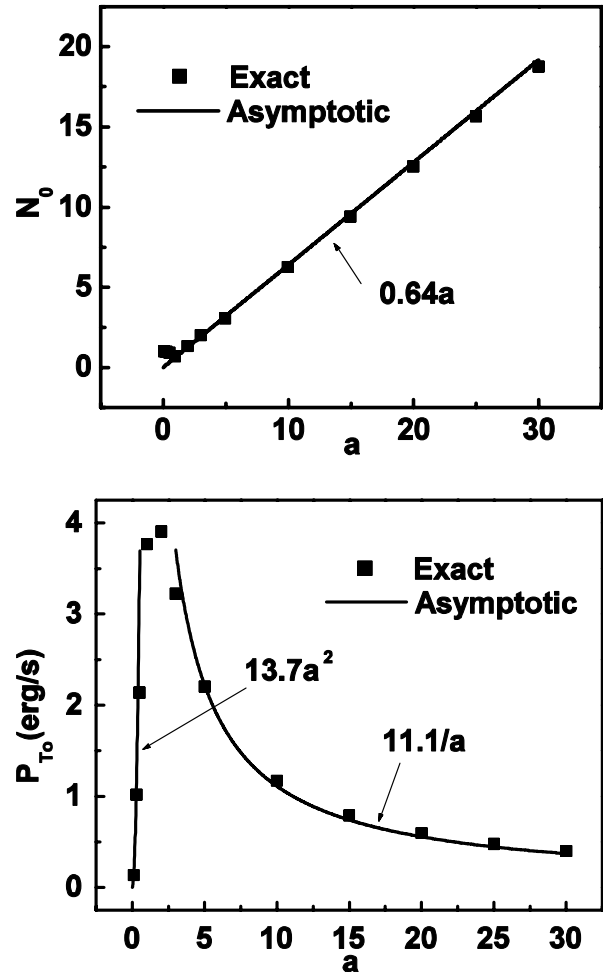 20
15
10
5
0
N₀
Exact
Asymptotic
0.64a
0 10 20 30
a
4
3
2
1
0
P_To (erg/s)
Exact
Asymptotic
13.7a²
11.1/a
0 5 10 15 20 25 30
a